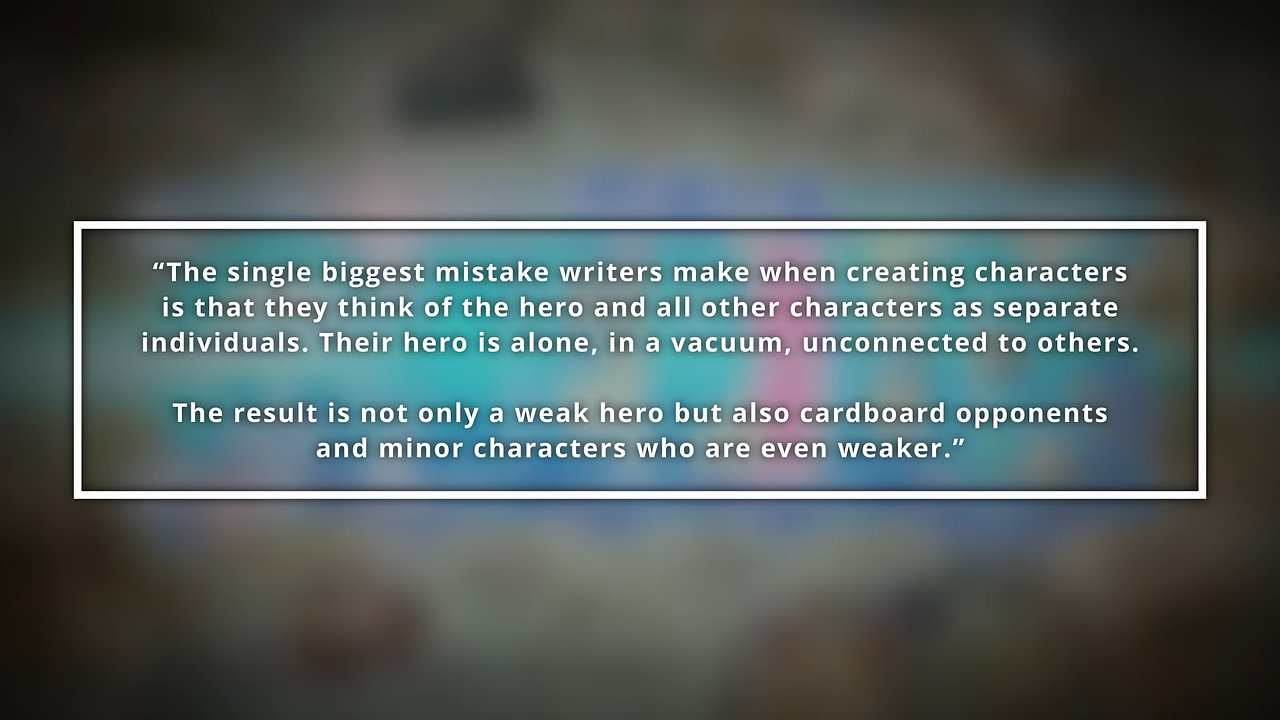 “The single biggest mistake writers make when creating characters
is that they think of the hero and all other characters as separate
individuals. Their hero is alone, in a vacuum, unconnected to others.
The result is not only a weak hero but also cardboard opponents
and minor characters who are even weaker.”